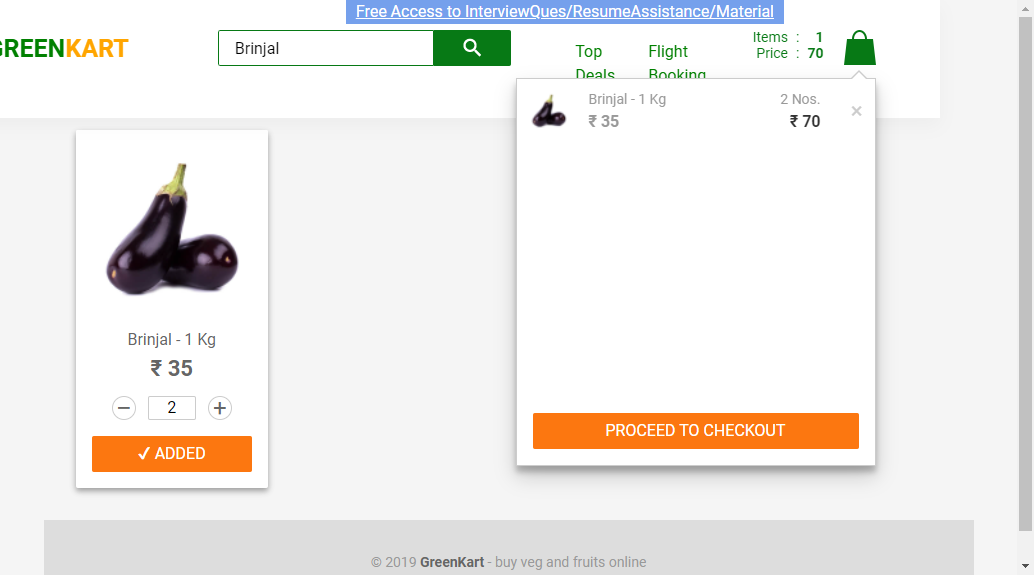 Free Access to InterviewQues/ResumeAssistance/Material
GREENKART
Brinjal
Top
Deals
Flight
Booking
Items : 1
Price : 70
Brinjal - 1 Kg
2 Nos.
×
₹ 35
₹ 70
PROCEED TO CHECKOUT
Brinjal - 1 Kg
₹ 35
− 2 +
✓ ADDED
© 2019 GreenKart - buy veg and fruits online